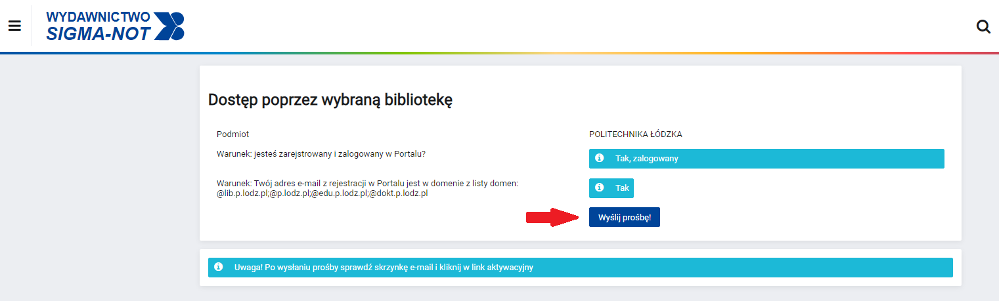 WYDAWNICTWO
SIGMA-NOT
Dostęp poprzez wybraną bibliotekę
Podmiot
POLITECHNIKA ŁÓDZKA
Warunek: jesteś zarejstrowany i zalogowany w Portalu?
Tak, zalogowany
Warunek: Twój adres e-mail z rejestracji w Portalu jest w domenie z listy domen:
@lib.p.lodz.pl;@p.lodz.pl;@edu.p.lodz.pl;@dokt.p.lodz.pl
Tak
Wyślij prośbę!
Uwaga! Po wysłaniu prośby sprawdź skrzynkę e-mail i kliknij w link aktywacyjny